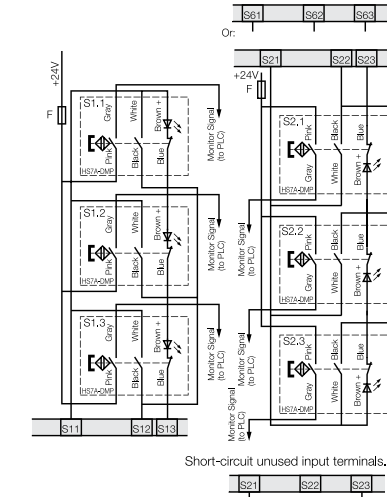 S61 S62 S63
Or:
S21 S22 S23
+24V
F
+24V
F
S1.1
Gray
White
Brown +
Pink
Black
Blue
HS7A-DMP
Monitor Signal
(to PLC)
S1.2
Gray
White
Brown +
Pink
Black
Blue
HS7A-DMP
Monitor Signal
(to PLC)
S1.3
Gray
White
Brown +
Pink
Black
Blue
HS7A-DMP
Monitor Signal
(to PLC)
S11 S12 S13
S2.1
Pink
Black
Blue
Gray
White
Brown +
HS7A-DMP
Monitor Signal
(to PLC)
S2.2
Pink
Black
Blue
Gray
White
Brown +
HS7A-DMP
Monitor Signal
(to PLC)
S2.3
Pink
Black
Blue
Gray
White
Brown +
HS7A-DMP
Monitor Signal
(to PLC)
Short-circuit unused input terminals.
S21 S22 S23